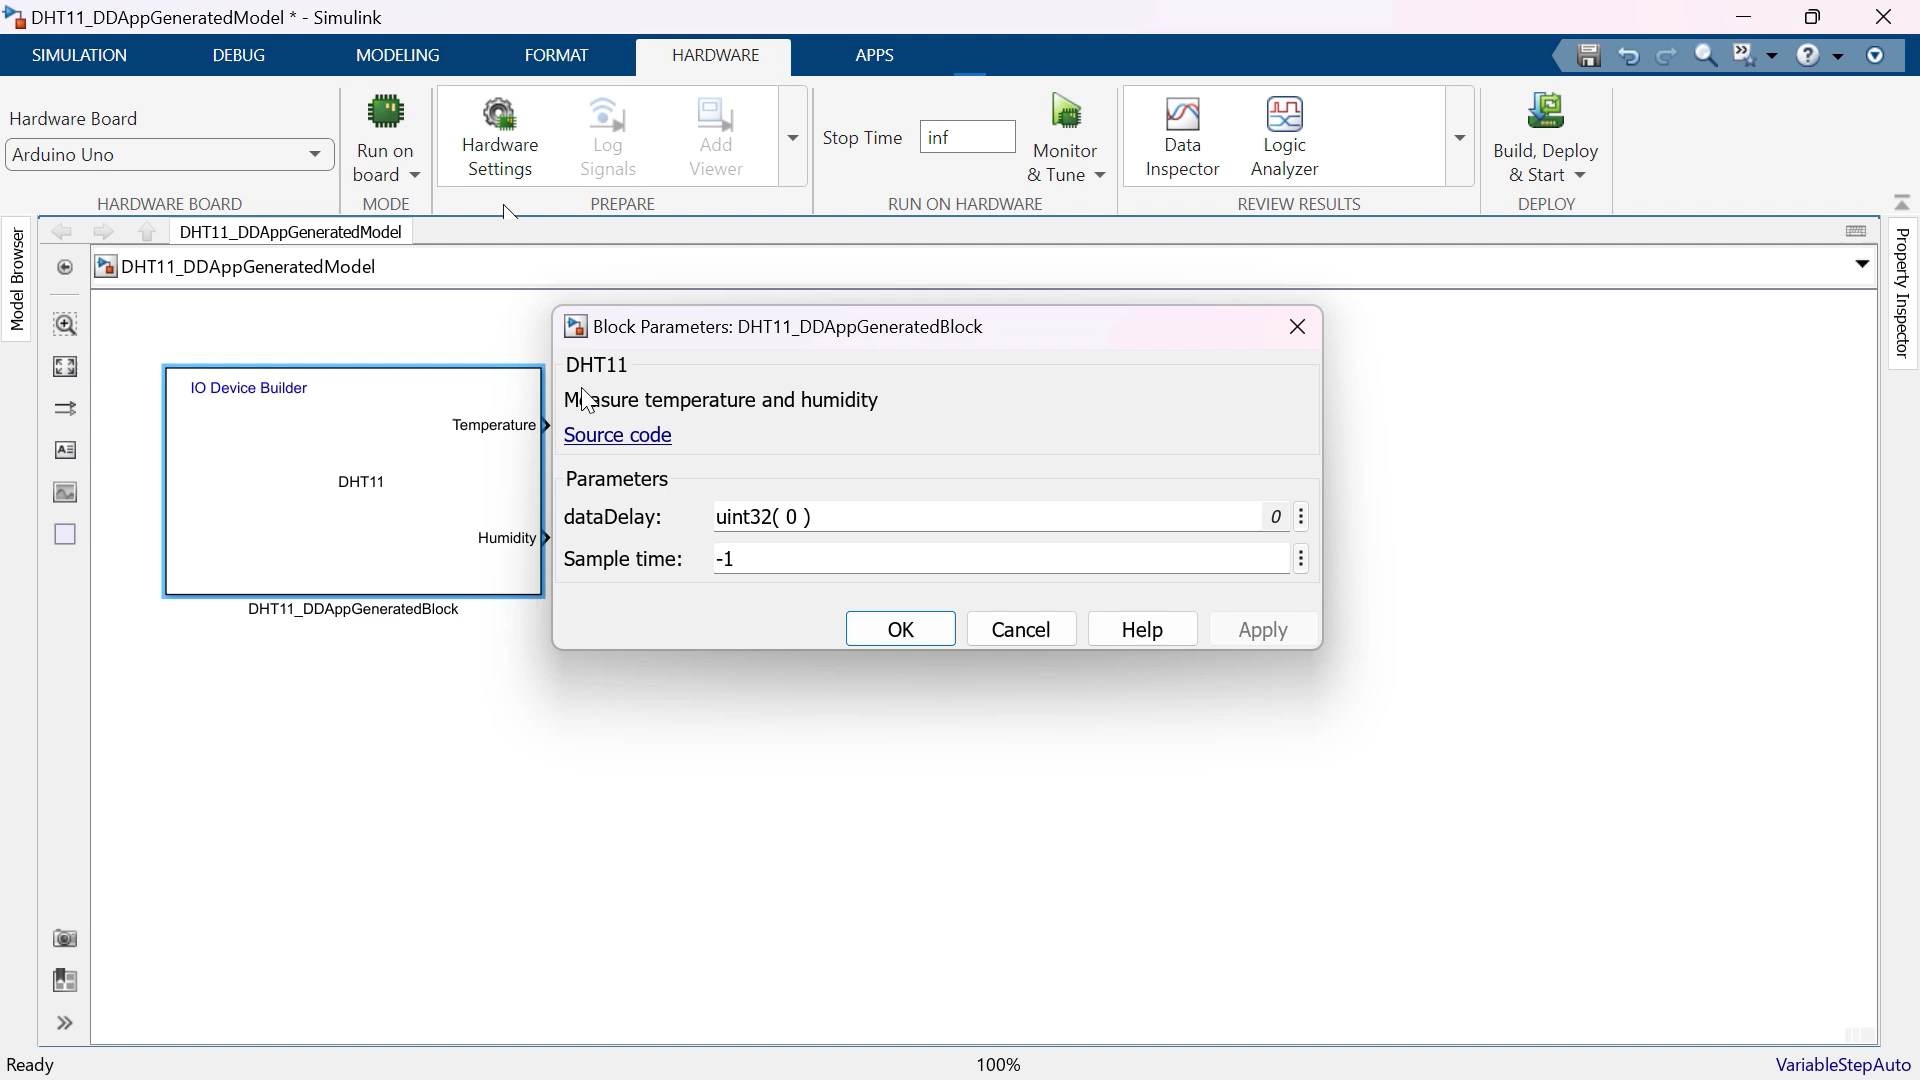 DHT11_DDAppGeneratedModel * - Simulink
SIMULATION DEBUG MODELING FORMAT HARDWARE APPS
Hardware Board
Arduino Uno
HARDWARE BOARD
Run on
board
MODE
Hardware
Settings
Log
Signals
Add
Viewer
PREPARE
Stop Time inf
Monitor
& Tune
RUN ON HARDWARE
Data
Inspector
Logic
Analyzer
REVIEW RESULTS
Build, Deploy
& Start
DEPLOY
Model Browser
DHT11_DDAppGeneratedModel
DHT11_DDAppGeneratedModel
Property Inspector
IO Device Builder
Temperature
DHT11
Humidity
DHT11_DDAppGeneratedBlock
Block Parameters: DHT11_DDAppGeneratedBlock
DHT11
Measure temperature and humidity
Source code
Parameters
dataDelay: uint32( 0 ) 0
Sample time: -1
OK Cancel Help Apply
Ready 100% VariableStepAuto